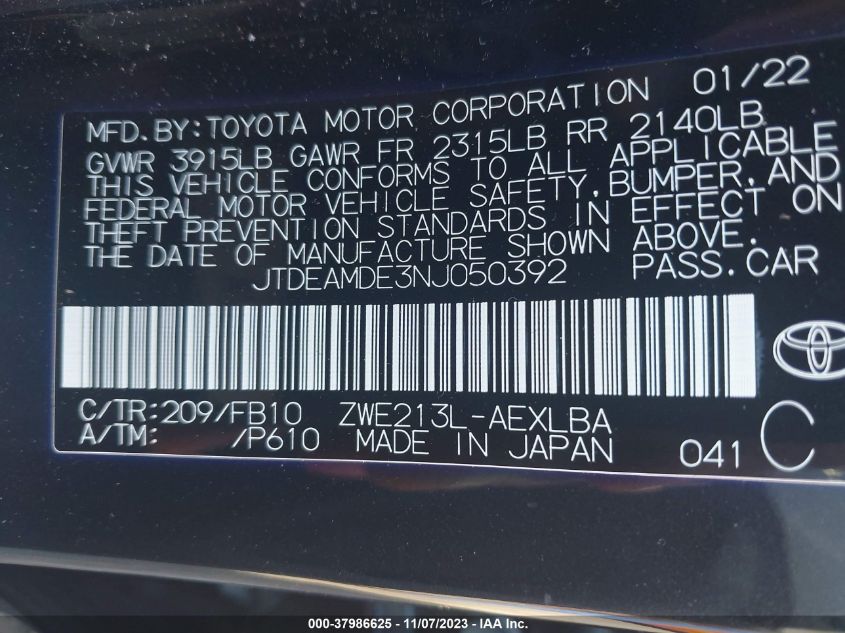 MFD.BY:TOYOTA MOTOR CORPORATION 01/22
GVWR 3915LB GAWR FR 2315LB RR 2140LB
THIS VEHICLE CONFORMS TO ALL APPLICABLE
FEDERAL MOTOR VEHICLE SAFETY,BUMPER,AND
THEFT PREVENTION STANDARDS IN EFFECT ON
THE DATE OF MANUFACTURE SHOWN ABOVE.
JTDEAMDE3NJ050392 PASS.CAR
C/TR:209/FB10 ZWE213L-AEXLBA
A/TM: /P610 MADE IN JAPAN 041 C
000-37986625 - 11/07/2023 - IAA Inc.